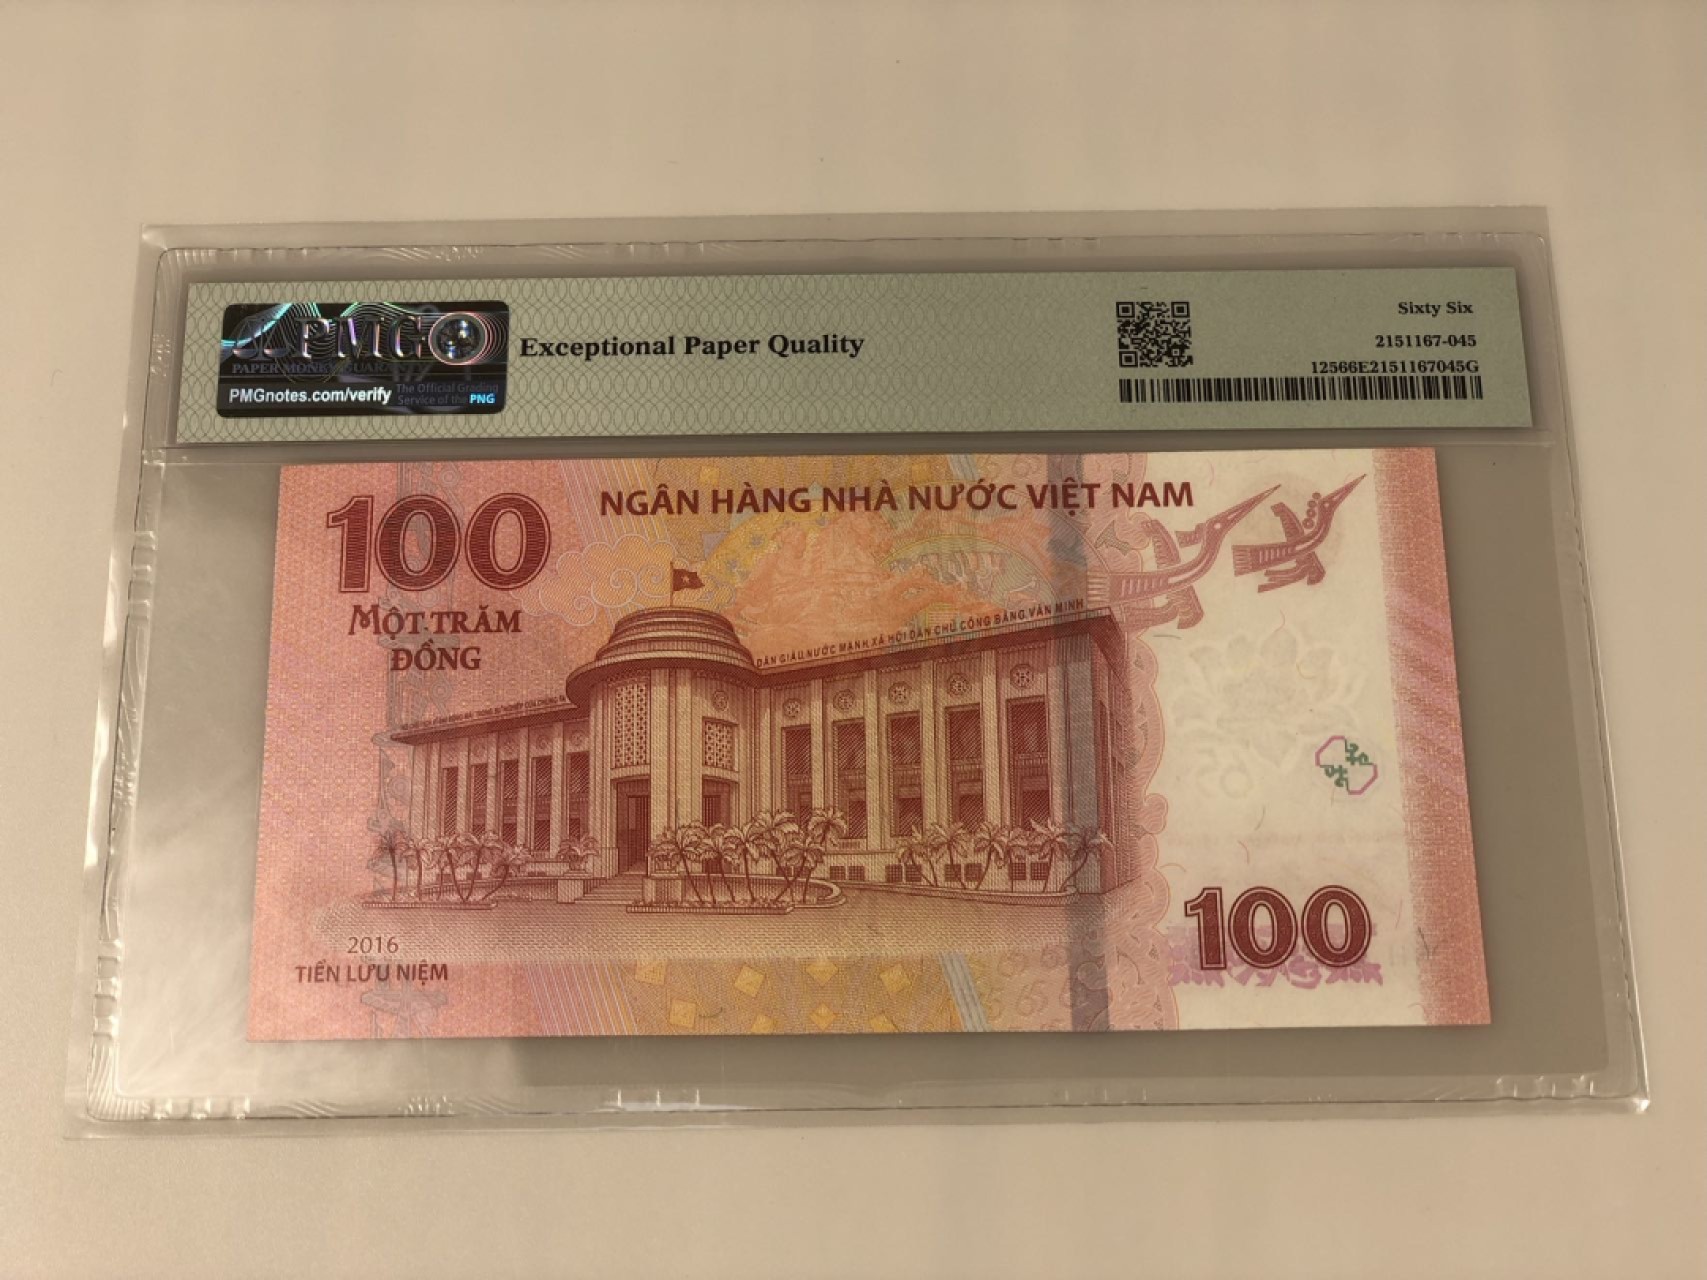 PMG
PAPER MONEY GUARANTY
PMGnotes.com/verify
The Official Grading
Service of the PNG
Exceptional Paper Quality
Sixty Six
2151167-045
12566E2151167045G
100
MỘT TRĂM
ĐỒNG
NGÂN HÀNG NHÀ NƯỚC VIỆT NAM
DÂN GIÀU NƯỚC MẠNH XÃ HỘI DÂN CHỦ CÔNG BẰNG VĂN MINH
65
2016
TIỀN LƯU NIỆM
100